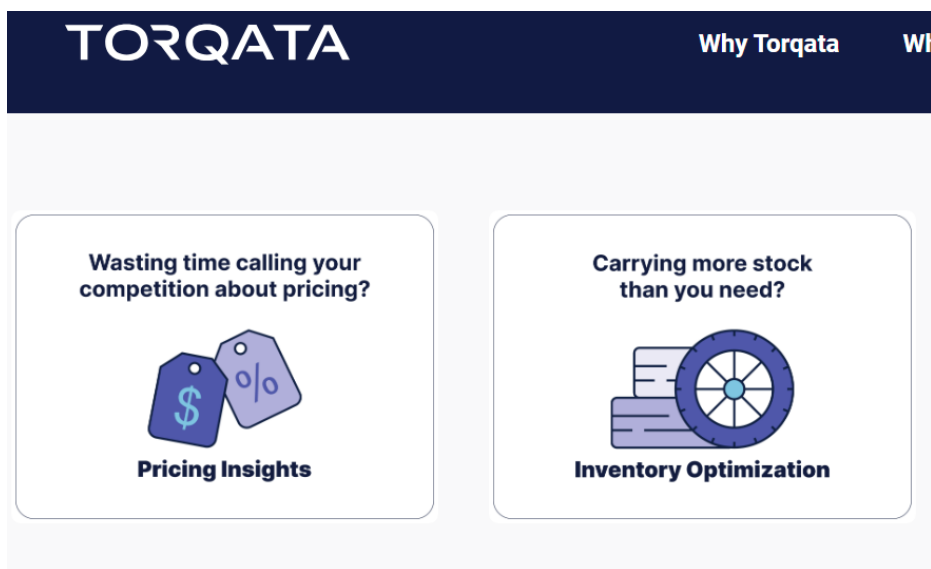 TORQATA
Why Torqata
Wasting time calling your
competition about pricing?
$
%
Pricing Insights
Carrying more stock
than you need?
Inventory Optimization